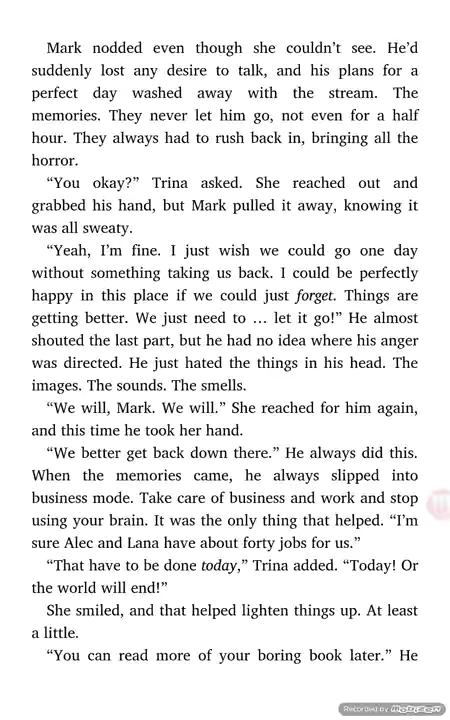 Mark nodded even though she couldn’t see. He’d
suddenly lost any desire to talk, and his plans for a
perfect day washed away with the stream. The
memories. They never let him go, not even for a half
hour. They always had to rush back in, bringing all the
horror.
“You okay?” Trina asked. She reached out and
grabbed his hand, but Mark pulled it away, knowing it
was all sweaty.
“Yeah, I’m fine. I just wish we could go one day
without something taking us back. I could be perfectly
happy in this place if we could just forget. Things are
getting better. We just need to … let it go!” He almost
shouted the last part, but he had no idea where his anger
was directed. He just hated the things in his head. The
images. The sounds. The smells.
“We will, Mark. We will.” She reached for him again,
and this time he took her hand.
“We better get back down there.” He always did this.
When the memories came, he always slipped into
business mode. Take care of business and work and stop
using your brain. It was the only thing that helped. “I’m
sure Alec and Lana have about forty jobs for us.”
“That have to be done today,” Trina added. “Today! Or
the world will end!”
She smiled, and that helped lighten things up. At least
a little.
“You can read more of your boring book later.” He
Recorded by Mobizen